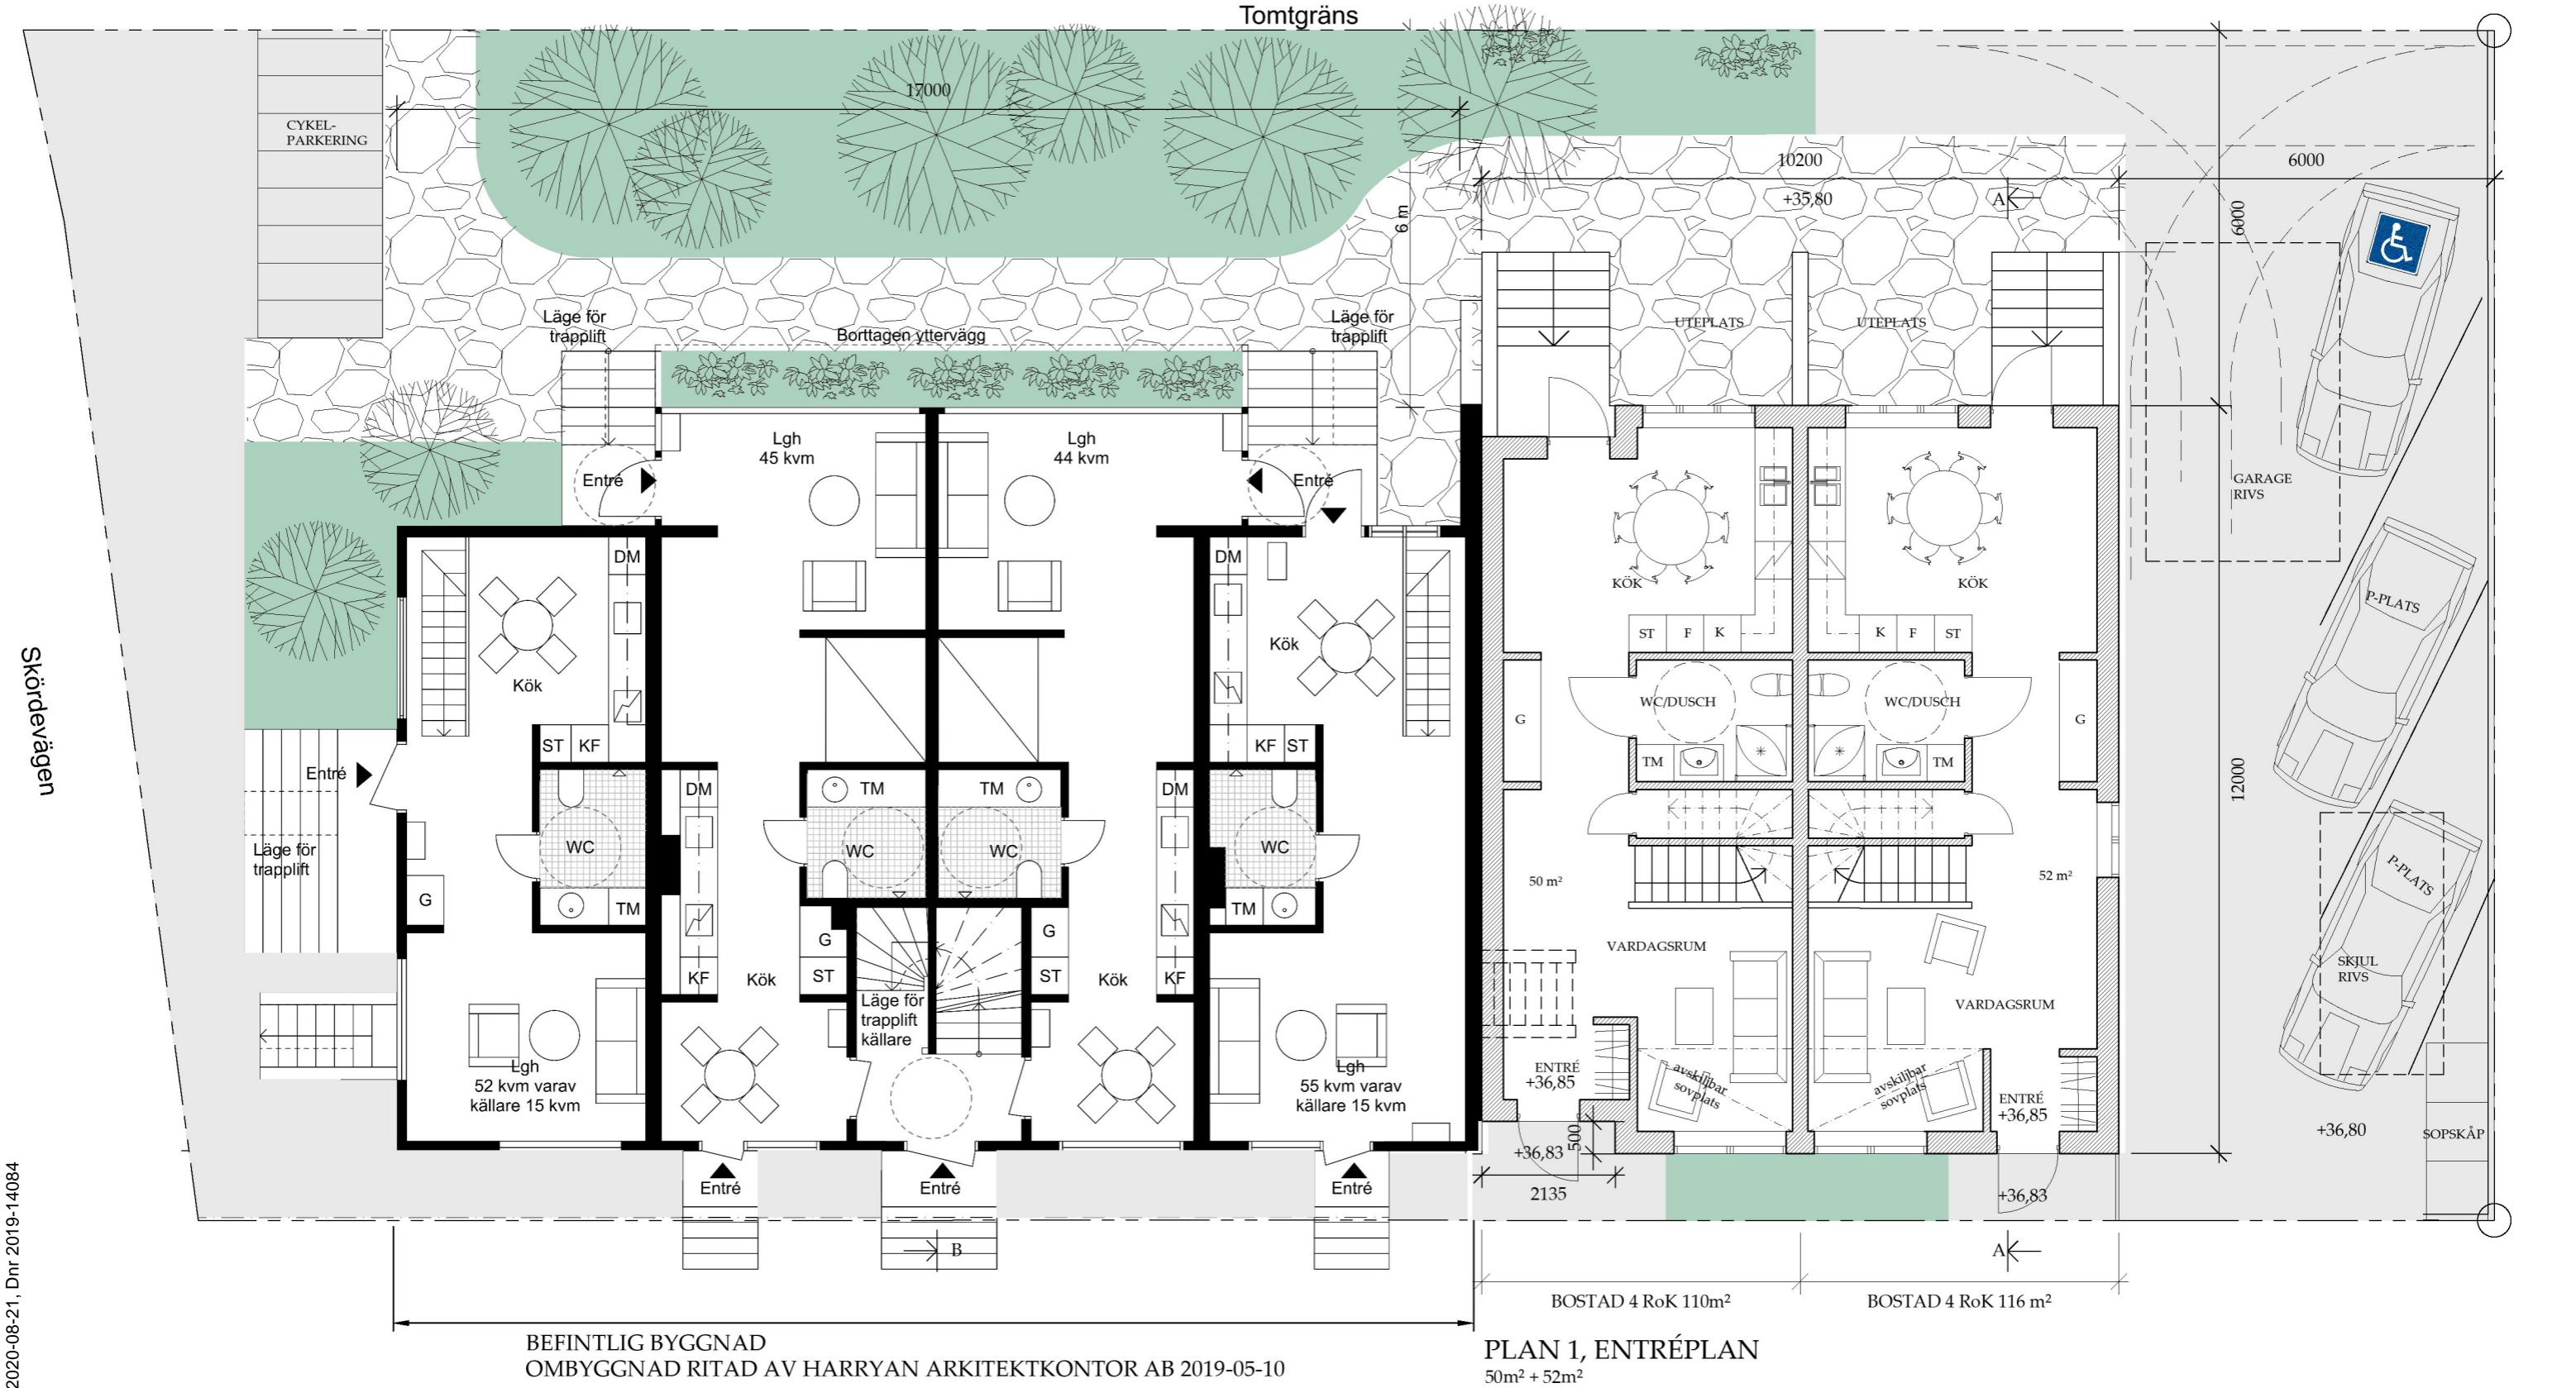 Tomtgräns
17000
CYKEL-
PARKERING
10200
6000
+35,80
A
6 m
6000
Läge för
trapplift
Borttagen yttervägg
Läge för
trapplift
UTEPLATS
UTEPLATS
Lgh
45 kvm
Lgh
44 kvm
Entré
Entré
GARAGE
RIVS
DM
DM
KÖK
KÖK
P-PLATS
Kök
Kök
ST
F
K
K
F
ST
Skördevägen
ST
KF
KF
ST
G
WC/DUSCH
WC/DUSCH
G
TM
TM
Entré
DM
TM
TM
DM
12000
Läge för
trapplift
WC
WC
WC
WC
P-PLATS
50 m²
52 m²
G
TM
TM
G
G
VARDAGSRUM
SKJUL
RIVS
KF
Kök
ST
ST
Kök
KF
Läge för
trapplift
källare
VARDAGSRUM
Lgh
52 kvm varav
källare 15 kvm
Lgh
55 kvm varav
källare 15 kvm
ENTRÉ
+36,85
avskiljbar
sovplats
avskiljbar
sovplats
ENTRÉ
+36,85
+36,83
500
+36,80
SOPSKÅP
Entré
Entré
Entré
2135
+36,83
B
A
BOSTAD 4 RoK 110m²
BOSTAD 4 RoK 116 m²
BEFINTLIG BYGGNAD
OMBYGGNAD RITAD AV HARRYAN ARKITEKTKONTOR AB 2019-05-10
PLAN 1, ENTRÉPLAN
50m² + 52m²
2020-08-21, Dnr 2019-14084